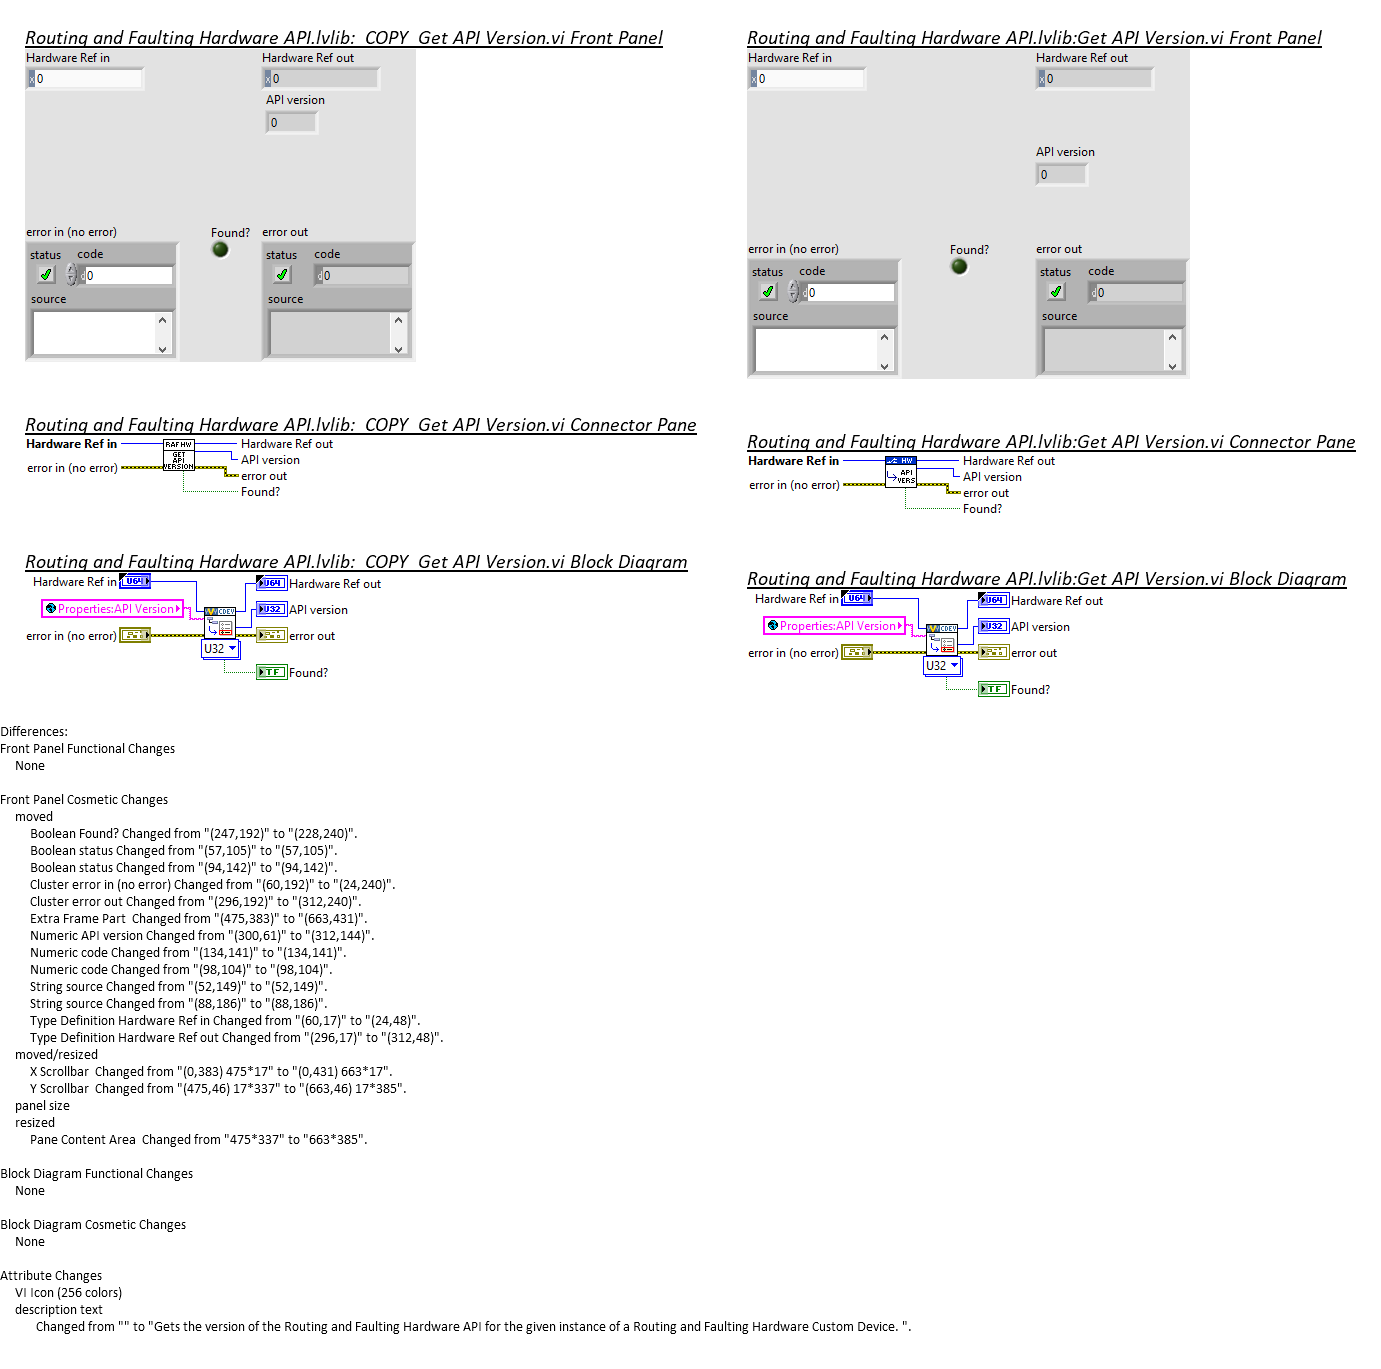 Routing and Faulting Hardware API.lvlib:_COPY_Get API Version.vi Front Panel
Hardware Ref in
Hardware Ref out
x 0
x 0
API version
0
error in (no error)
Found?
error out
status
code
status
code
d 0
d 0
source
source
Routing and Faulting Hardware API.lvlib:Get API Version.vi Front Panel
Hardware Ref in
Hardware Ref out
x 0
x 0
API version
0
error in (no error)
Found?
error out
status
code
status
code
d 0
d 0
source
source
Routing and Faulting Hardware API.lvlib:_COPY_Get API Version.vi Connector Pane
Hardware Ref in
RAF HW
GET
API
VERSION
Hardware Ref out
API version
error in (no error)
error out
Found?
Routing and Faulting Hardware API.lvlib:Get API Version.vi Connector Pane
Hardware Ref in
HW
API
VERS
Hardware Ref out
API version
error in (no error)
error out
Found?
Routing and Faulting Hardware API.lvlib:_COPY_Get API Version.vi Block Diagram
Hardware Ref in
U64
U64
Hardware Ref out
Properties:API Version
CDEV
U32
API version
error in (no error)
error out
U32
TF
Found?
Routing and Faulting Hardware API.lvlib:Get API Version.vi Block Diagram
Hardware Ref in
U64
U64
Hardware Ref out
Properties:API Version
CDEV
U32
API version
error in (no error)
error out
U32
TF
Found?
Differences:
Front Panel Functional Changes
None
Front Panel Cosmetic Changes
moved
Boolean Found? Changed from "(247,192)" to "(228,240)".
Boolean status Changed from "(57,105)" to "(57,105)".
Boolean status Changed from "(94,142)" to "(94,142)".
Cluster error in (no error) Changed from "(60,192)" to "(24,240)".
Cluster error out Changed from "(296,192)" to "(312,240)".
Extra Frame Part  Changed from "(475,383)" to "(663,431)".
Numeric API version Changed from "(300,61)" to "(312,144)".
Numeric code Changed from "(134,141)" to "(134,141)".
Numeric code Changed from "(98,104)" to "(98,104)".
String source Changed from "(52,149)" to "(52,149)".
String source Changed from "(88,186)" to "(88,186)".
Type Definition Hardware Ref in Changed from "(60,17)" to "(24,48)".
Type Definition Hardware Ref out Changed from "(296,17)" to "(312,48)".
moved/resized
X Scrollbar  Changed from "(0,383) 475*17" to "(0,431) 663*17".
Y Scrollbar  Changed from "(475,46) 17*337" to "(663,46) 17*385".
panel size
resized
Pane Content Area  Changed from "475*337" to "663*385".
Block Diagram Functional Changes
None
Block Diagram Cosmetic Changes
None
Attribute Changes
VI Icon (256 colors)
description text
Changed from "" to "Gets the version of the Routing and Faulting Hardware API for the given instance of a Routing and Faulting Hardware Custom Device. ".